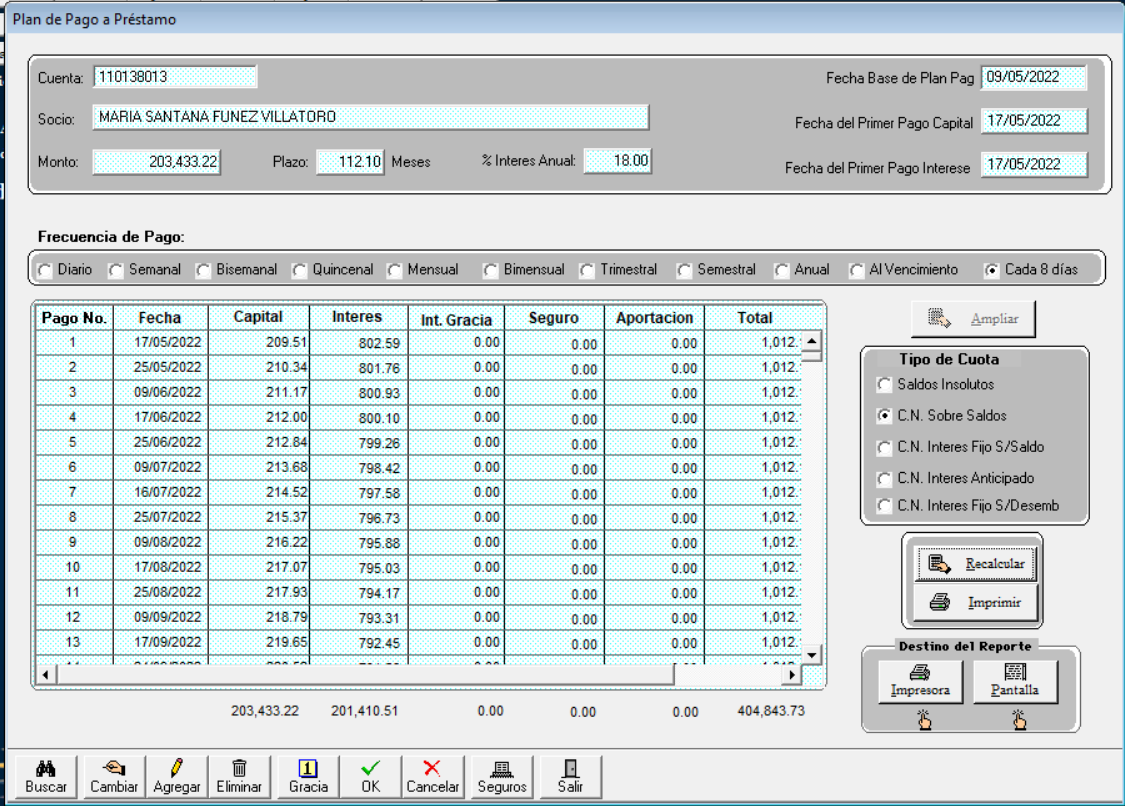 Plan de Pago a Préstamo
Cuenta: 110138013 Fecha Base de Plan Pag 09/05/2022
Socio: MARIA SANTANA FUNEZ VILLATORO Fecha del Primer Pago Capital 17/05/2022
Monto: 203,433.22 Plazo: 112.10 Meses % Interes Anual: 18.00 Fecha del Primer Pago Interese 17/05/2022
Frecuencia de Pago:
Diario Semanal Bisemanal Quincenal Mensual Bimensual Trimestral Semestral Anual Al Vencimiento Cada 8 días
Pago No. Fecha Capital Interes Int. Gracia Seguro Aportacion Total
1 17/05/2022 209.51 802.59 0.00 0.00 0.00 1,012.
2 25/05/2022 210.34 801.76 0.00 0.00 0.00 1,012.
3 09/06/2022 211.17 800.93 0.00 0.00 0.00 1,012.
4 17/06/2022 212.00 800.10 0.00 0.00 0.00 1,012.
5 25/06/2022 212.84 799.26 0.00 0.00 0.00 1,012.
6 09/07/2022 213.68 798.42 0.00 0.00 0.00 1,012.
7 16/07/2022 214.52 797.58 0.00 0.00 0.00 1,012.
8 25/07/2022 215.37 796.73 0.00 0.00 0.00 1,012.
9 09/08/2022 216.22 795.88 0.00 0.00 0.00 1,012.
10 17/08/2022 217.07 795.03 0.00 0.00 0.00 1,012.
11 25/08/2022 217.93 794.17 0.00 0.00 0.00 1,012.
12 09/09/2022 218.79 793.31 0.00 0.00 0.00 1,012.
13 17/09/2022 219.65 792.45 0.00 0.00 0.00 1,012.
203,433.22 201,410.51 0.00 0.00 0.00 404,843.73
Ampliar
Tipo de Cuota
Saldos Insolutos
C.N. Sobre Saldos
C.N. Interes Fijo S/Saldo
C.N. Interes Anticipado
C.N. Interes Fijo S/Desemb
Recalcular
Imprimir
Destino del Reporte
Impresora Pantalla
Buscar Cambiar Agregar Eliminar 1 Gracia OK Cancelar Seguros Salir